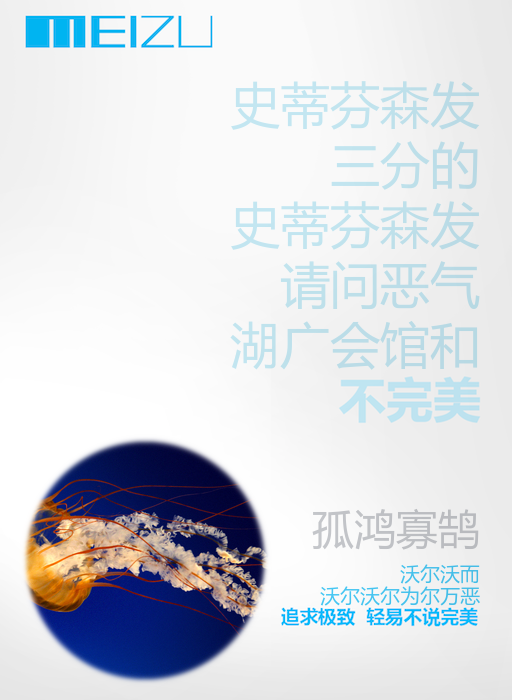 MEIZU
史蒂芬森发
三分的
史蒂芬森发
请问恶气
湖广会馆和
不完美
孤鸿寡鹄
沃尔沃而
沃尔沃尔为尔万恶
追求极致 轻易不说完美